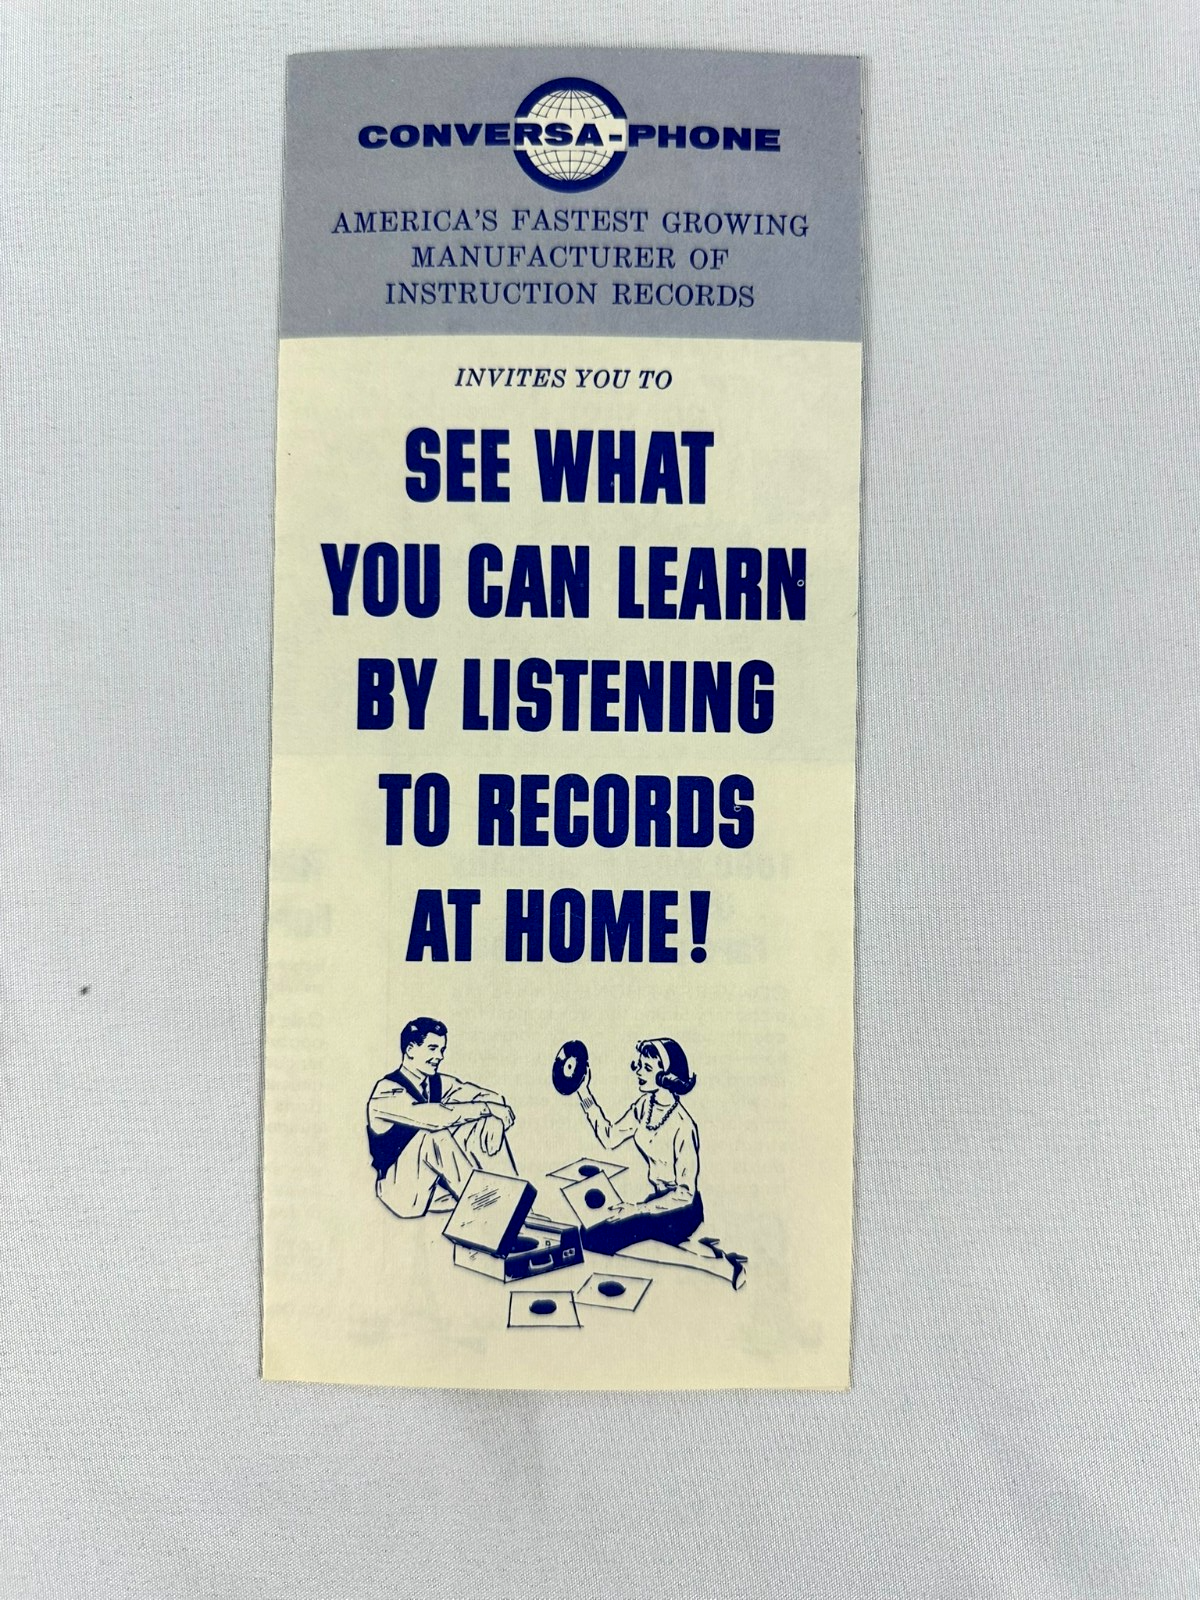 CONVERSA-PHONE
AMERICA'S FASTEST GROWING
MANUFACTURER OF
INSTRUCTION RECORDS
INVITES YOU TO
SEE WHAT
YOU CAN LEARN
BY LISTENING
TO RECORDS
AT HOME!